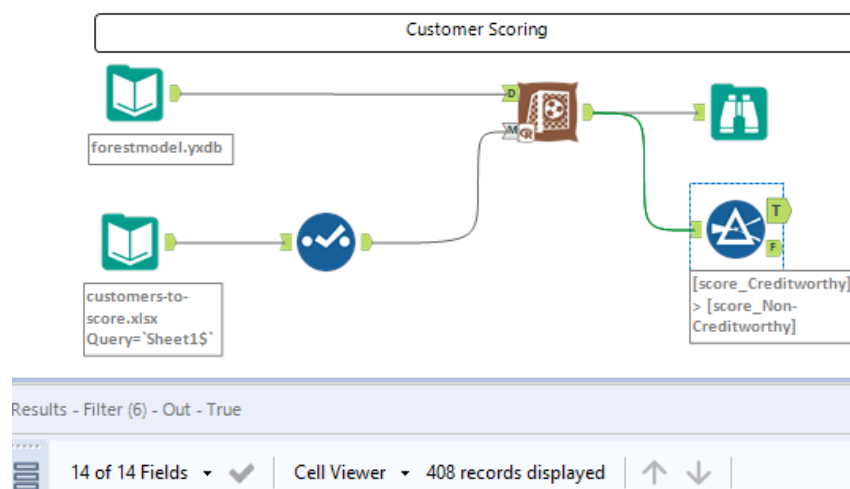 Customer Scoring
D
M
R
forestmodel.yxdb
T
F
customers-to-
score.xlsx
Query=`Sheet1$`
[score_Creditworthy]
> [score_Non-
Creditworthy]
Results - Filter (6) - Out - True
14 of 14 Fields
Cell Viewer
408 records displayed